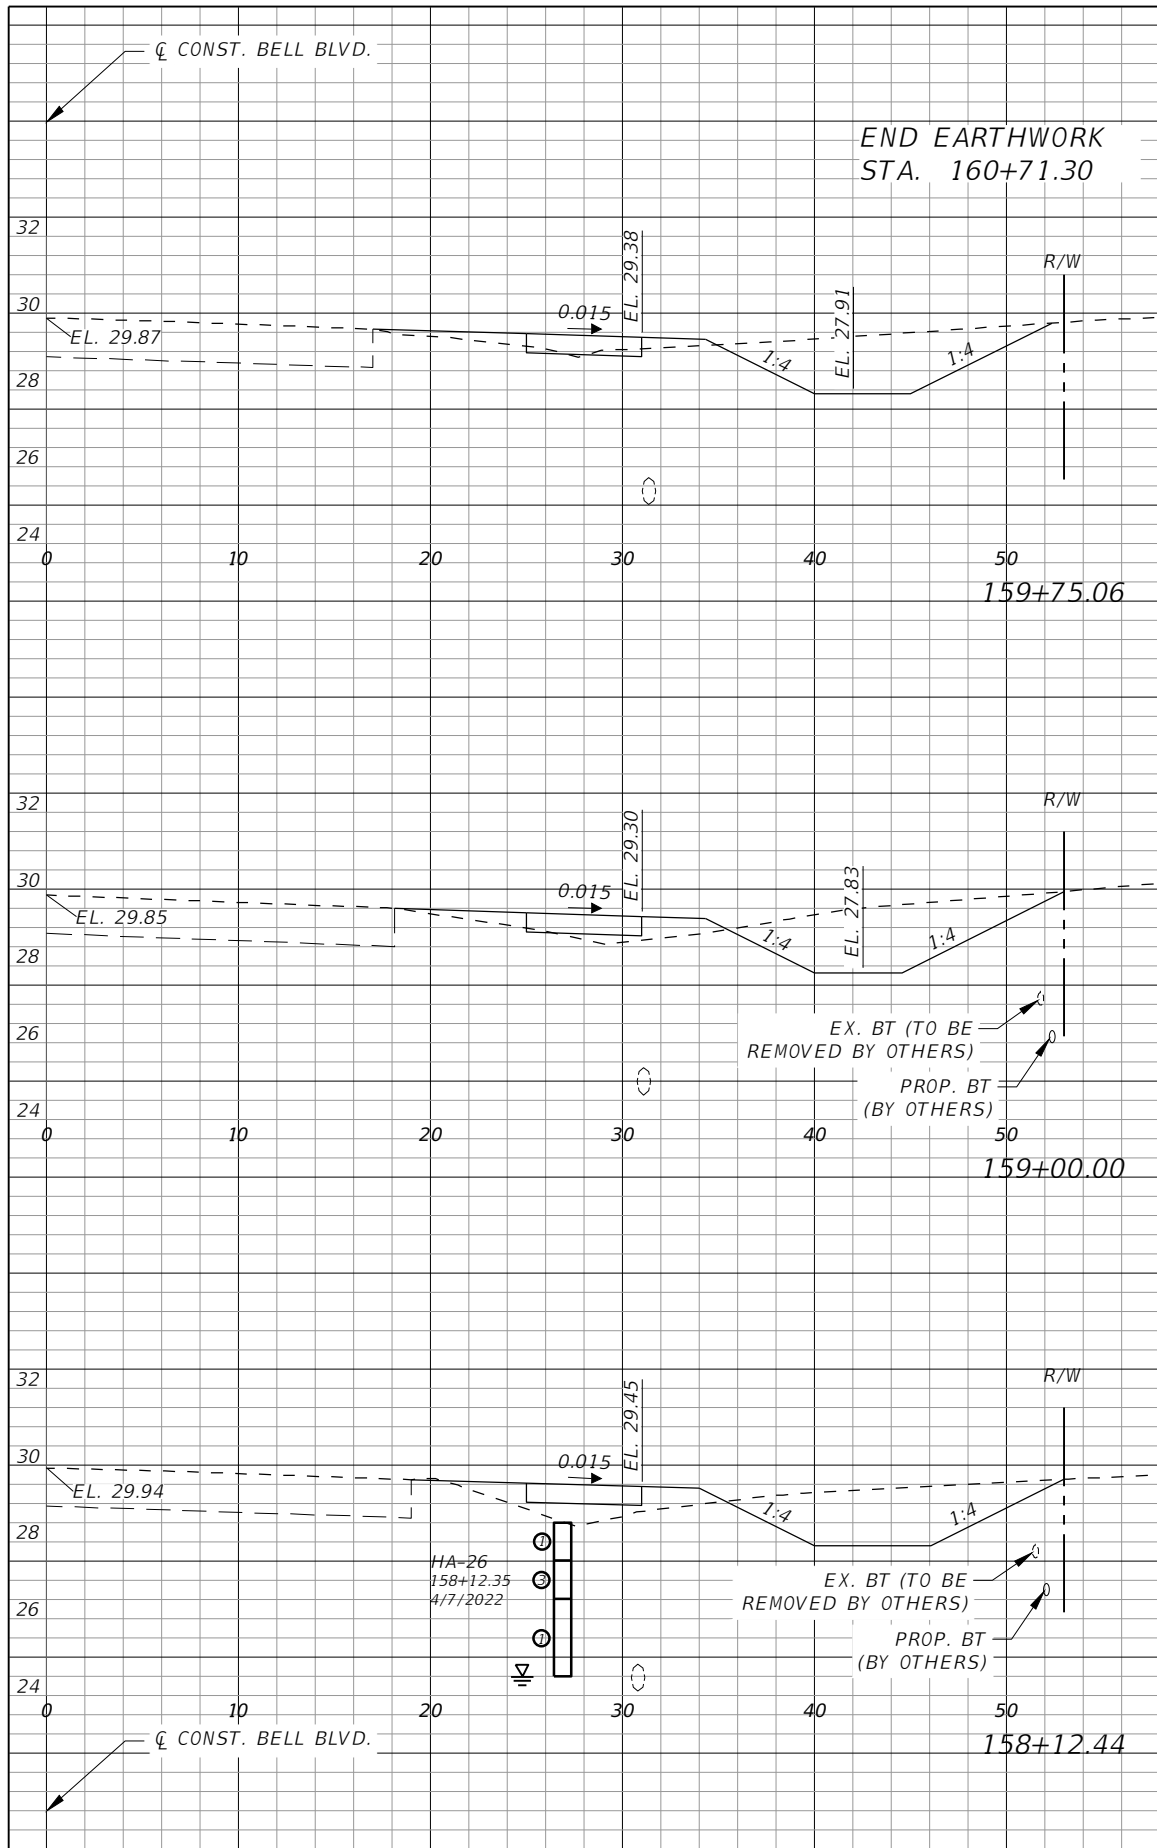 ℄ CONST. BELL BLVD.
END EARTHWORK
STA. 160+71.30
32
30
28
26
24
EL. 29.87
0.015
EL. 29.38
1:4
EL. 27.91
1:4
R/W
0 10 20 30 40 50
159+75.06
32
30
28
26
24
EL. 29.85
0.015
EL. 29.30
1:4
EL. 27.83
1:4
R/W
EX. BT (TO BE
REMOVED BY OTHERS)
PROP. BT
(BY OTHERS)
0 10 20 30 40 50
159+00.00
32
30
28
26
24
EL. 29.94
0.015
EL. 29.45
1:4
1:4
R/W
HA-26
158+12.35
4/7/2022
1
3
1
EX. BT (TO BE
REMOVED BY OTHERS)
PROP. BT
(BY OTHERS)
0 10 20 30 40 50
158+12.44
℄ CONST. BELL BLVD.